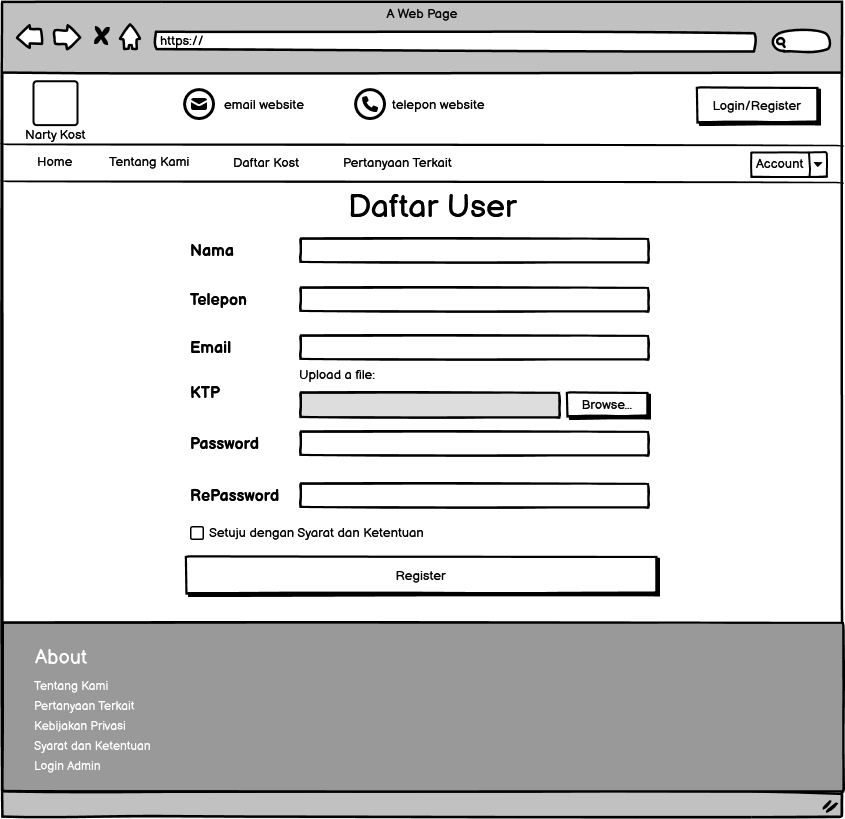 A Web Page
https://
email website
telepon website
Login/Register
Narty Kost
Home
Tentang Kami
Daftar Kost
Pertanyaan Terkait
Account
Daftar User
Nama
Telepon
Email
Upload a file:
KTP
Browse...
Password
RePassword
Setuju dengan Syarat dan Ketentuan
Register
About
Tentang Kami
Pertanyaan Terkait
Kebijakan Privasi
Syarat dan Ketentuan
Login Admin